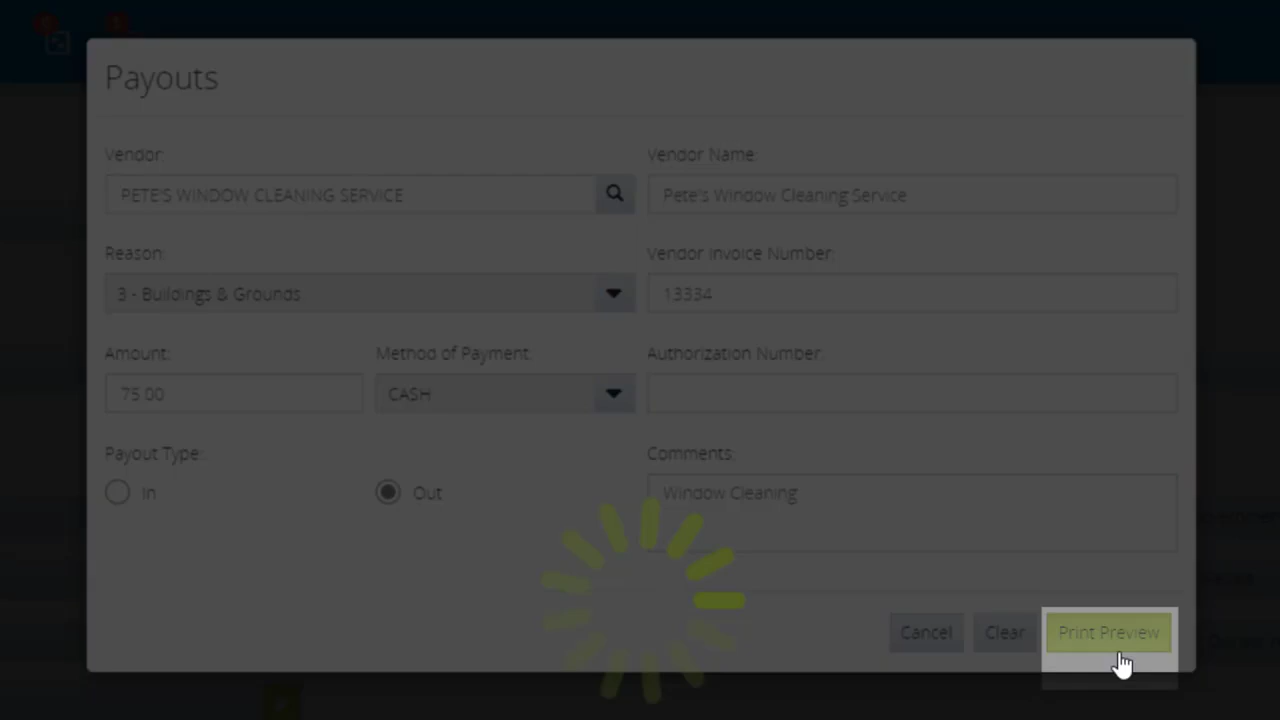 Payouts
Vendor: Vendor Name:
PETE'S WINDOW CLEANING SERVICE Pete's Window Cleaning Service
Reason: Vendor Invoice Number:
3 - Buildings & Grounds 13334
Amount: Method of Payment: Authorization Number:
75.00 CASH
Payout Type: Comments:
In Out Window Cleaning
Cancel Clear Print Preview